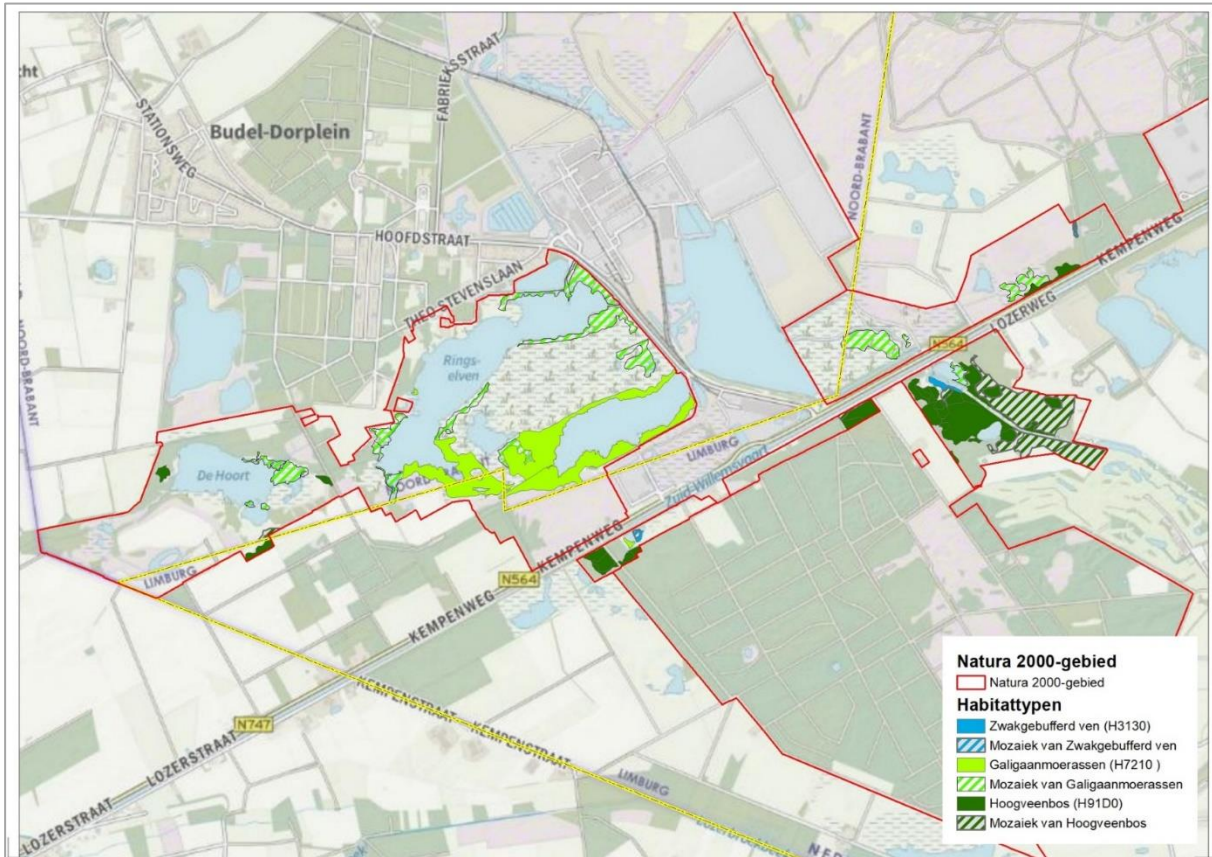 cht
STATIONSWEG
Budel-Dorplein
FABRIEKSSTRAAT
HOOFDSTRAAT
THEO STEVENSLAAN
NOORD-BRABANT
NOORD-BRABANT
KEMPENWEG
LOZERWEG
N564
Rings-
elven
De Hoort
LIMBURG
Zuid-Willemsvaart
LIMBURG
KEMPENWEG
N564
KEMPENWEG
KEMPENSTRAAT
KEMPENSTRAAT
N747
LOZERSTRAAT
LOZERSTRAAT
LIMBURG
Natura 2000-gebied
Natura 2000-gebied
Habitattypen
Zwakgebufferd ven (H3130)
Mozaiek van Zwakgebufferd ven
Galigaanmoerassen (H7210 )
Mozaiek van Galigaanmoerassen
Hoogveenbos (H91D0)
Mozaiek van Hoogveenbos